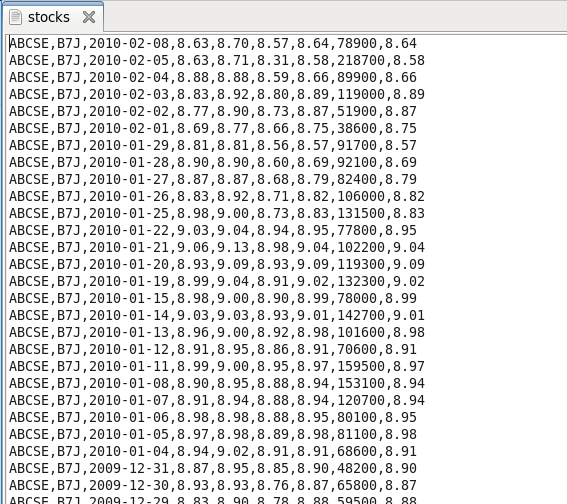 stocks
ABCSE,B7J,2010-02-08,8.63,8.70,8.57,8.64,78900,8.64
ABCSE,B7J,2010-02-05,8.63,8.71,8.31,8.58,218700,8.58
ABCSE,B7J,2010-02-04,8.88,8.88,8.59,8.66,89900,8.66
ABCSE,B7J,2010-02-03,8.83,8.92,8.80,8.89,119000,8.89
ABCSE,B7J,2010-02-02,8.77,8.90,8.73,8.87,51900,8.87
ABCSE,B7J,2010-02-01,8.69,8.77,8.66,8.75,38600,8.75
ABCSE,B7J,2010-01-29,8.81,8.81,8.56,8.57,91700,8.57
ABCSE,B7J,2010-01-28,8.90,8.90,8.60,8.69,92100,8.69
ABCSE,B7J,2010-01-27,8.87,8.87,8.68,8.79,82400,8.79
ABCSE,B7J,2010-01-26,8.83,8.92,8.71,8.82,106000,8.82
ABCSE,B7J,2010-01-25,8.98,9.00,8.73,8.83,131500,8.83
ABCSE,B7J,2010-01-22,9.03,9.04,8.94,8.95,77800,8.95
ABCSE,B7J,2010-01-21,9.06,9.13,8.98,9.04,102200,9.04
ABCSE,B7J,2010-01-20,8.93,9.09,8.93,9.09,119300,9.09
ABCSE,B7J,2010-01-19,8.99,9.04,8.91,9.02,132300,9.02
ABCSE,B7J,2010-01-15,8.98,9.00,8.90,8.99,78000,8.99
ABCSE,B7J,2010-01-14,9.03,9.03,8.93,9.01,142700,9.01
ABCSE,B7J,2010-01-13,8.96,9.00,8.92,8.98,101600,8.98
ABCSE,B7J,2010-01-12,8.91,8.95,8.86,8.91,70600,8.91
ABCSE,B7J,2010-01-11,8.99,9.00,8.95,8.97,159500,8.97
ABCSE,B7J,2010-01-08,8.90,8.95,8.88,8.94,153100,8.94
ABCSE,B7J,2010-01-07,8.91,8.94,8.88,8.94,120700,8.94
ABCSE,B7J,2010-01-06,8.98,8.98,8.88,8.95,80100,8.95
ABCSE,B7J,2010-01-05,8.97,8.98,8.89,8.98,81100,8.98
ABCSE,B7J,2010-01-04,8.94,9.02,8.91,8.91,68600,8.91
ABCSE,B7J,2009-12-31,8.87,8.95,8.85,8.90,48200,8.90
ABCSE,B7J,2009-12-30,8.93,8.93,8.76,8.87,65800,8.87
ABCSE,B7J,2009-12-29,8.83,8.90,8.78,8.88,59500,8.88